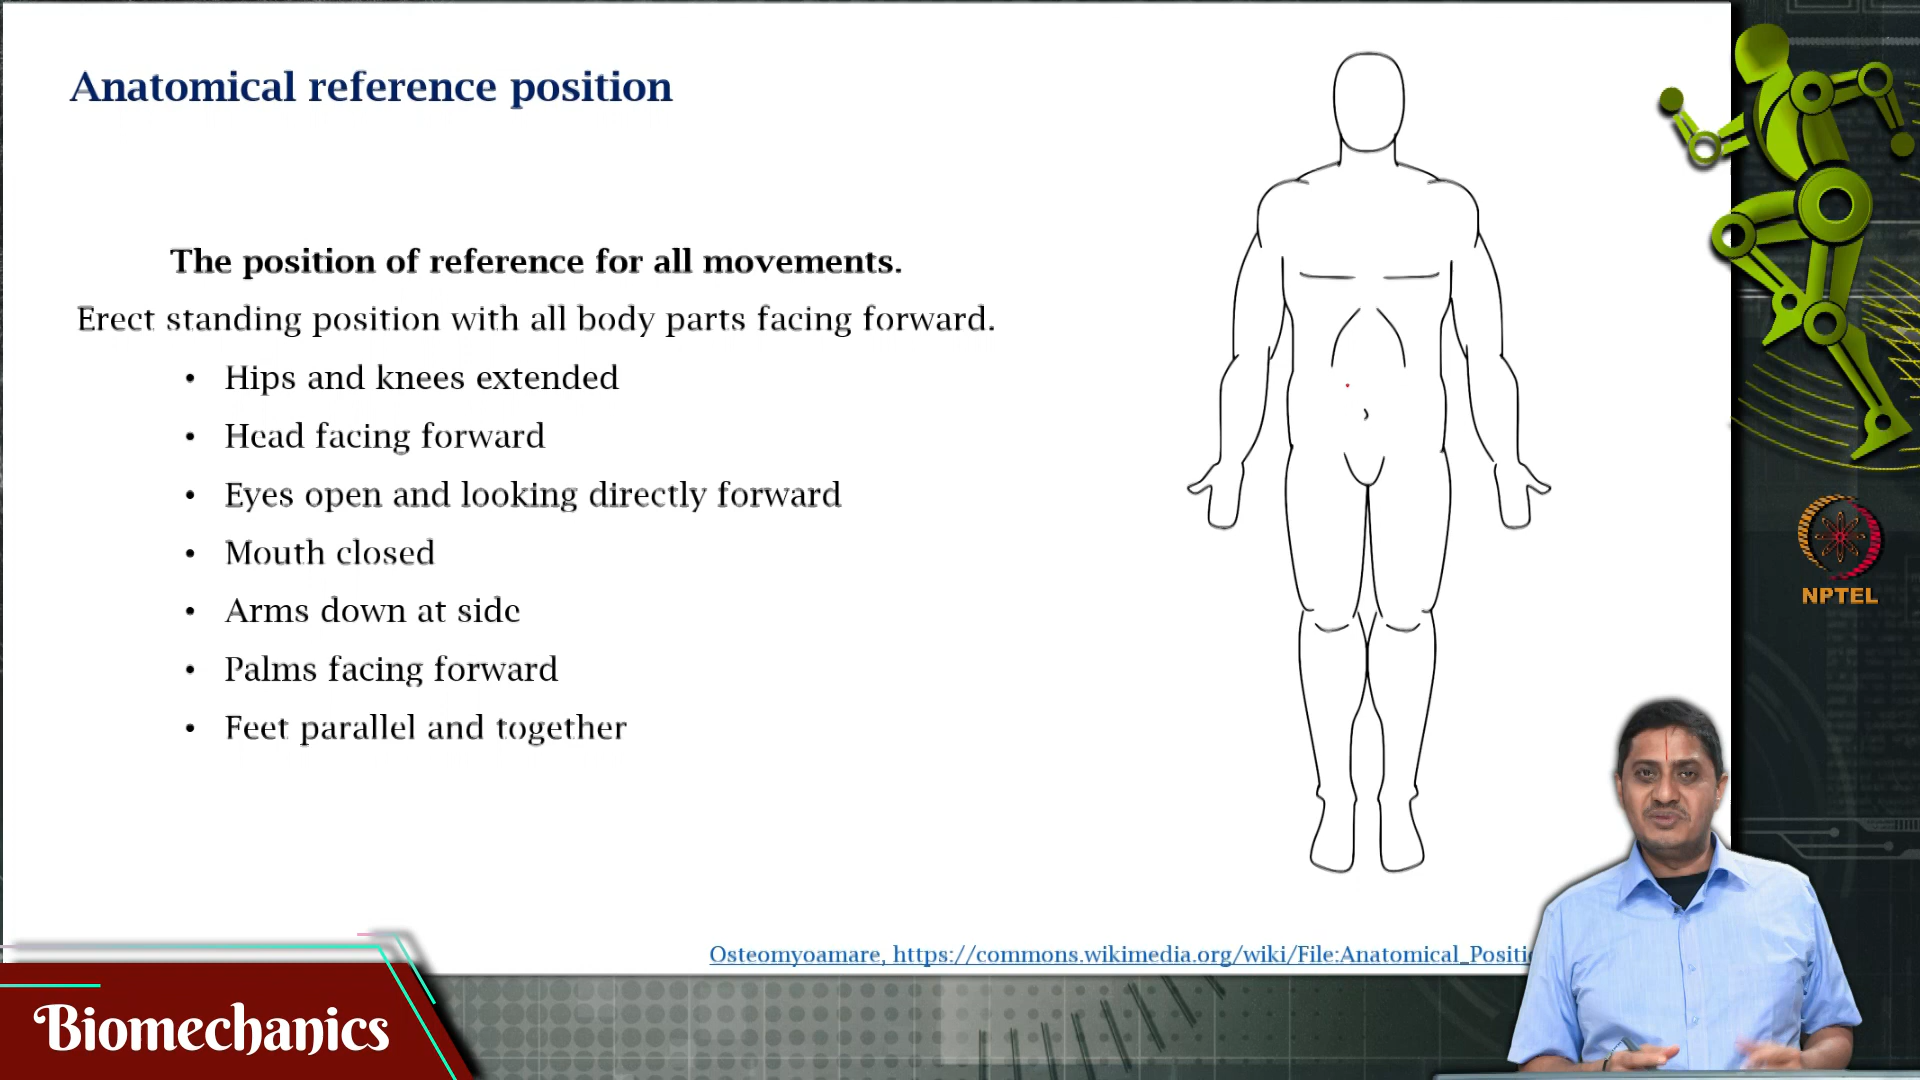 Anatomical reference position
The position of reference for all movements.
Erect standing position with all body parts facing forward.
• Hips and knees extended
• Head facing forward
• Eyes open and looking directly forward
• Mouth closed
• Arms down at side
• Palms facing forward
• Feet parallel and together
NPTEL
Osteomyoamare, https://commons.wikimedia.org/wiki/File:Anatomical_Positi
Biomechanics